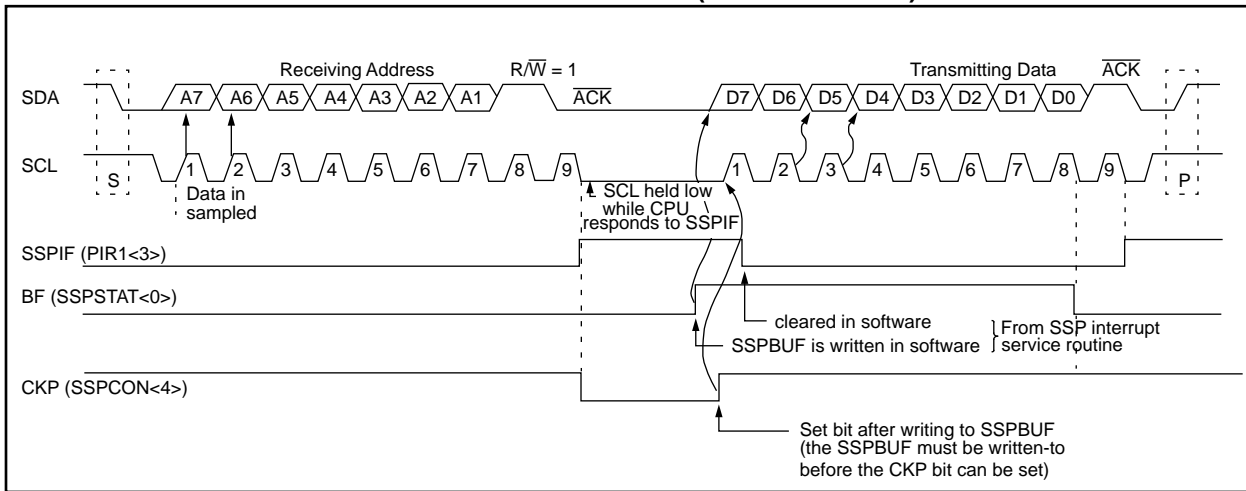 Receiving Address R/W = 1 Transmitting Data ACK
SDA A7 A6 A5 A4 A3 A2 A1 ACK D7 D6 D5 D4 D3 D2 D1 D0
SCL S 1 2 3 4 5 6 7 8 9 1 2 3 4 5 6 7 8 9 P
Data in
sampled
SCL held low
while CPU
responds to SSPIF
SSPIF (PIR1<3>)
BF (SSPSTAT<0>)
cleared in software
SSPBUF is written in software
From SSP interrupt
service routine
CKP (SSPCON<4>)
Set bit after writing to SSPBUF
(the SSPBUF must be written-to
before the CKP bit can be set)